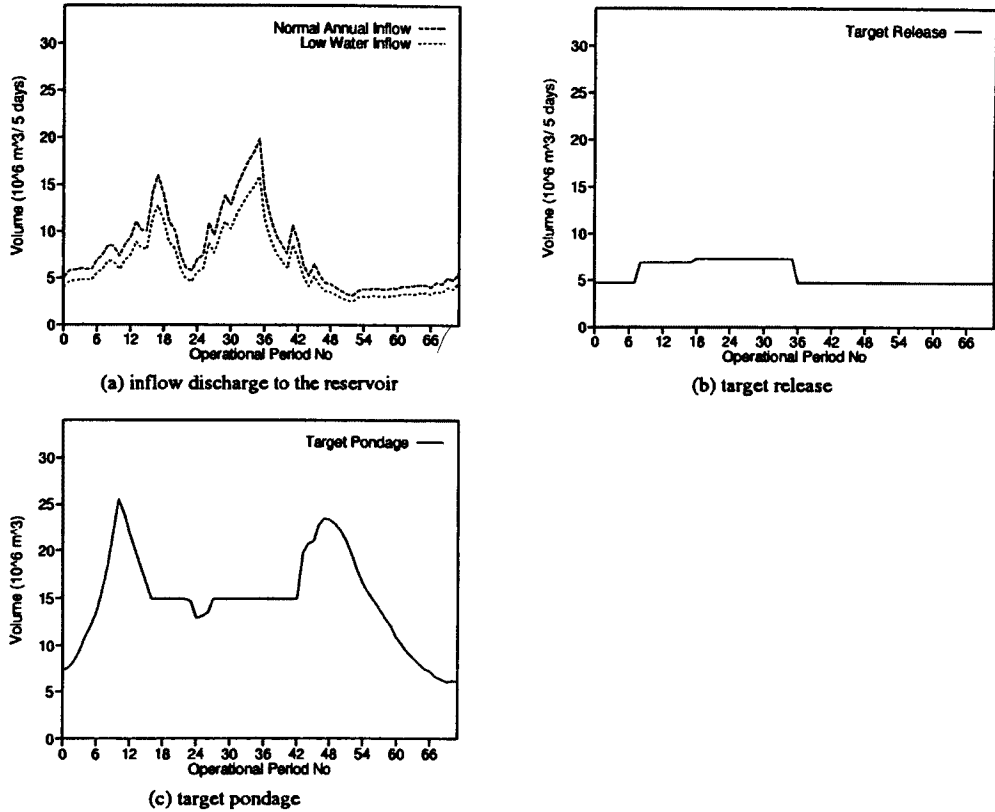 Normal Annual Inflow
Low Water Inflow
Volume (10^6 m^3/ 5 days)
30
25
20
15
10
5
0
0 6 12 18 24 30 36 42 48 54 60 66
Operational Period No
(a) inflow discharge to the reservoir
Target Release
Volume (10^6 m^3/ 5 days)
30
25
20
15
10
5
0
0 6 12 18 24 30 36 42 48 54 60 66
Operational Period No
(b) target release
Target Pondage
Volume (10^6 m^3)
30
25
20
15
10
5
0
0 6 12 18 24 30 36 42 48 54 60 66
Operational Period No
(c) target pondage